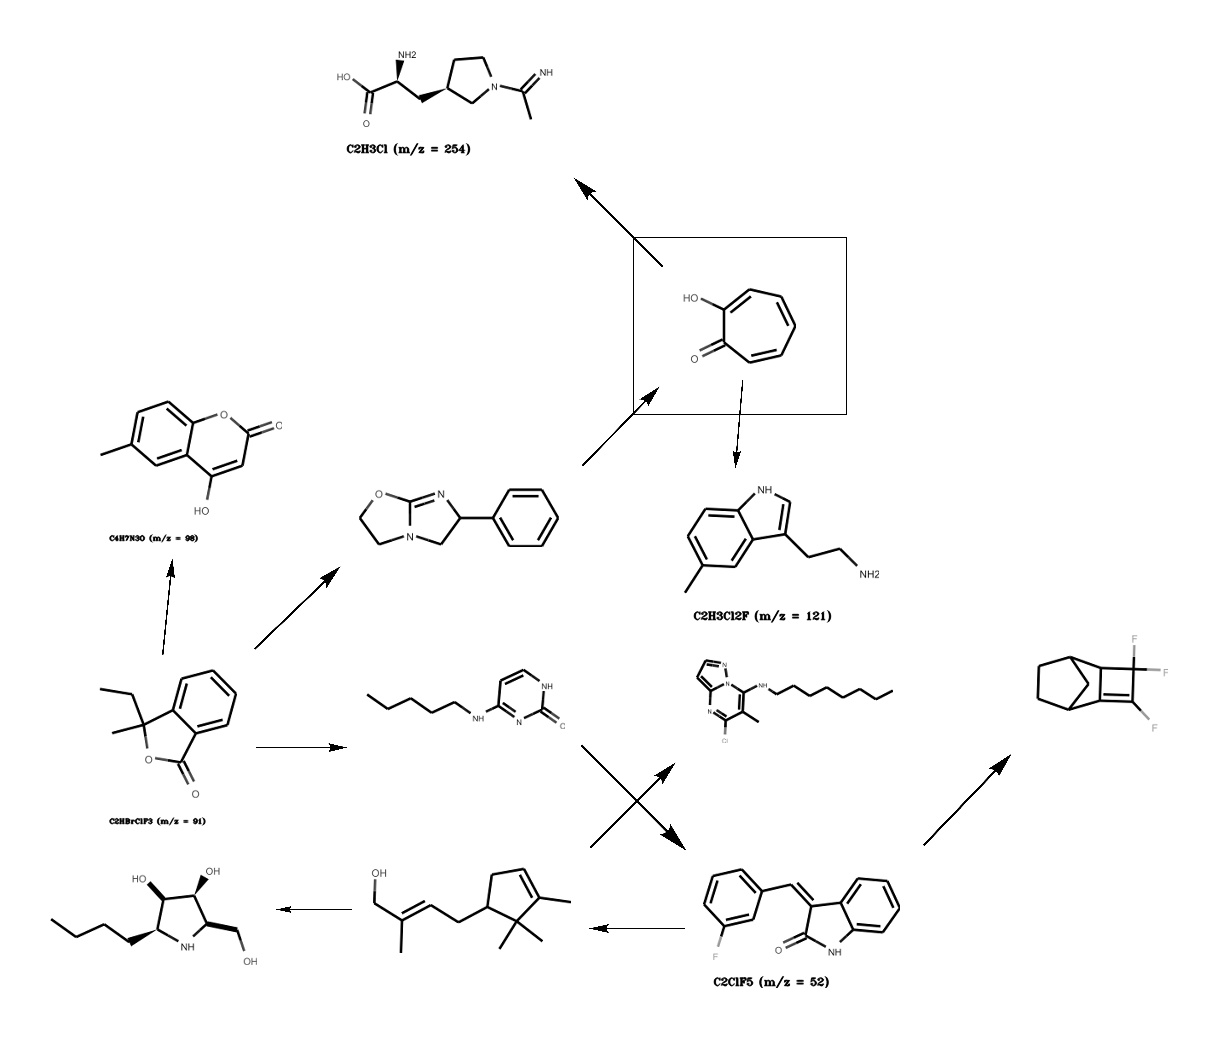 NH2
HO
NH
N
O
C2H3Cl (m/z = 254)
HO
O
O
O
HO
C4H7N3O (m/z = 98)
O
N
N
NH
NH2
C2H3Cl2F (m/z = 121)
O
O
C2HBrClF3 (m/z = 91)
NH
NH
N
O
N
N
NH
N
Cl
F
F
F
HO
OH
NH
OH
OH
F
O
NH
C2ClF5 (m/z = 52)